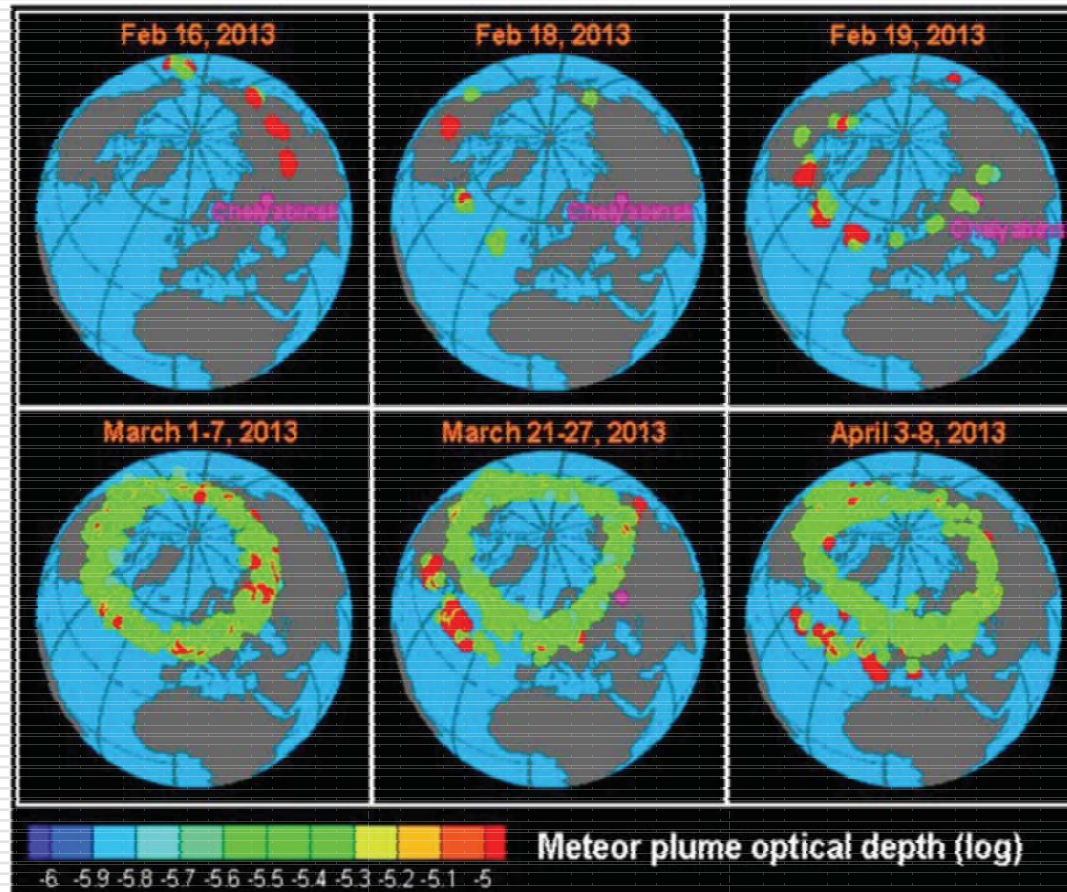 Feb 16, 2013
Feb 18, 2013
Feb 19, 2013
Chelyabinsk
Chelyabinsk
Chelyabins
March 1-7, 2013
March 21-27, 2013
April 3-8, 2013
Meteor plume optical depth (log)
-6 -5.9 -5.8 -5.7 -5.6 -5.5 -5.4 -5.3 -5.2 -5.1 -5